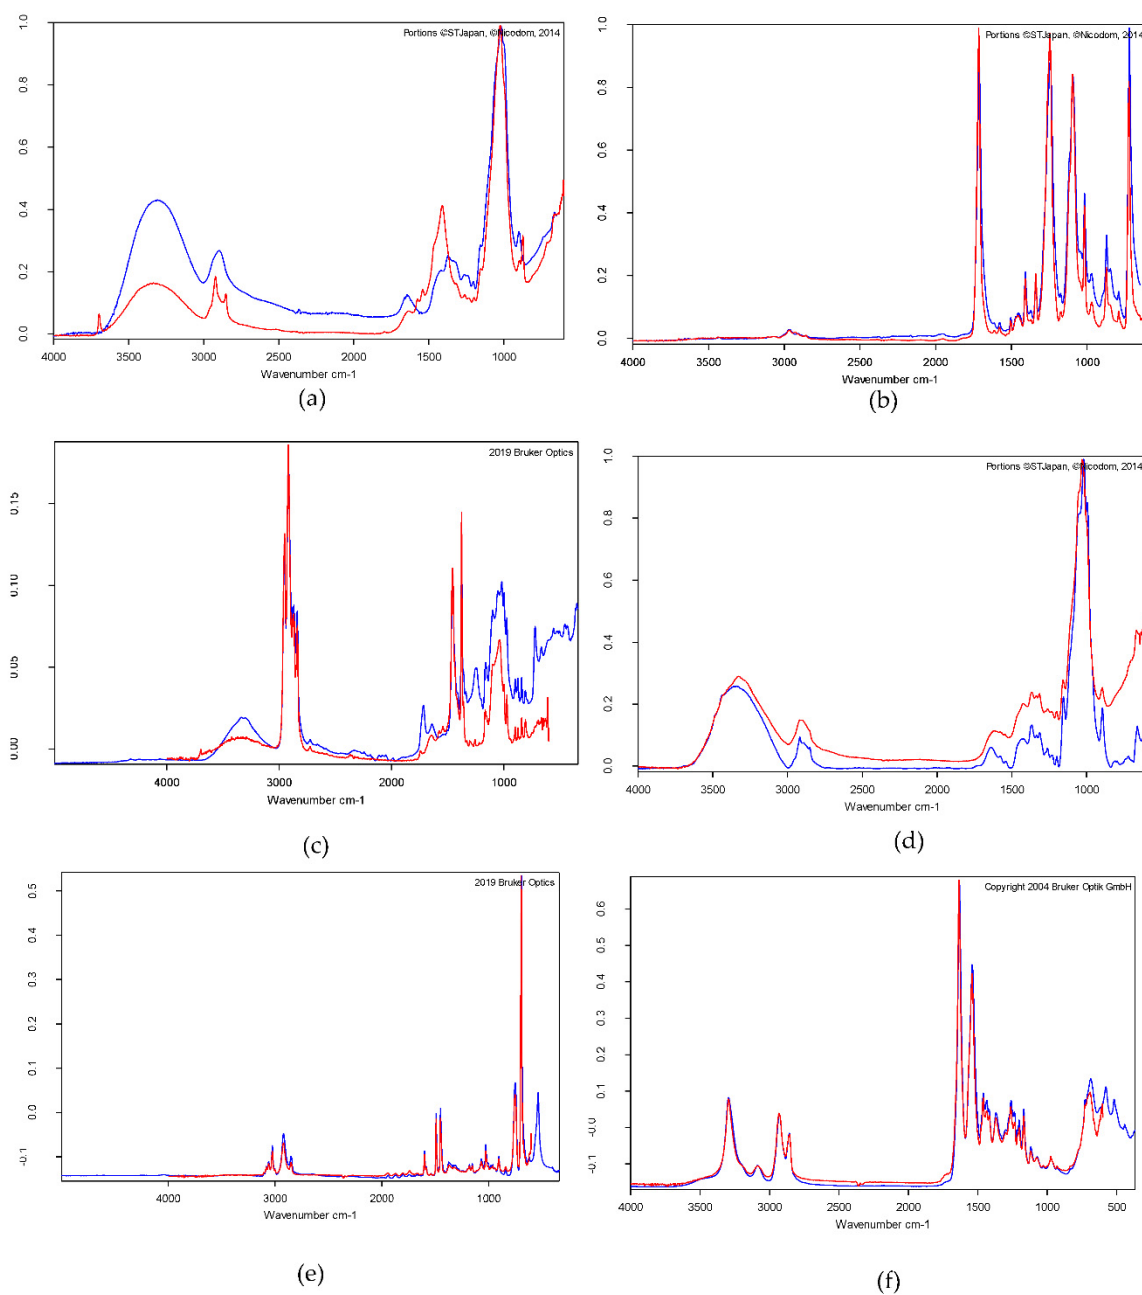 Portions ©STJapan, ©Nicodom, 2014
1.0
0.8
0.6
0.4
0.2
0.0
4000 3500 3000 2500 2000 1500 1000
Wavenumber cm-1
(a)
Portions ©STJapan, ©Nicodom, 2014
1.0
0.8
0.6
0.4
0.2
0.0
4000 3500 3000 2500 2000 1500 1000
Wavenumber cm-1
(b)
2019 Bruker Optics
0.15
0.10
0.05
0.00
4000 3000 2000 1000
Wavenumber cm-1
(c)
Portions ©STJapan, ©Nicodom, 2014
1.0
0.8
0.6
0.4
0.2
0.0
4000 3500 3000 2500 2000 1500 1000
Wavenumber cm-1
(d)
2019 Bruker Optics
0.5
0.4
0.3
0.2
0.1
0.0
-0.1
4000 3000 2000 1000
Wavenumber cm-1
(e)
Copyright 2004 Bruker Optik GmbH
0.6
0.5
0.4
0.3
0.2
0.1
-0.0
-0.1
4000 3500 3000 2500 2000 1500 1000 500
Wavenumber cm-1
(f)